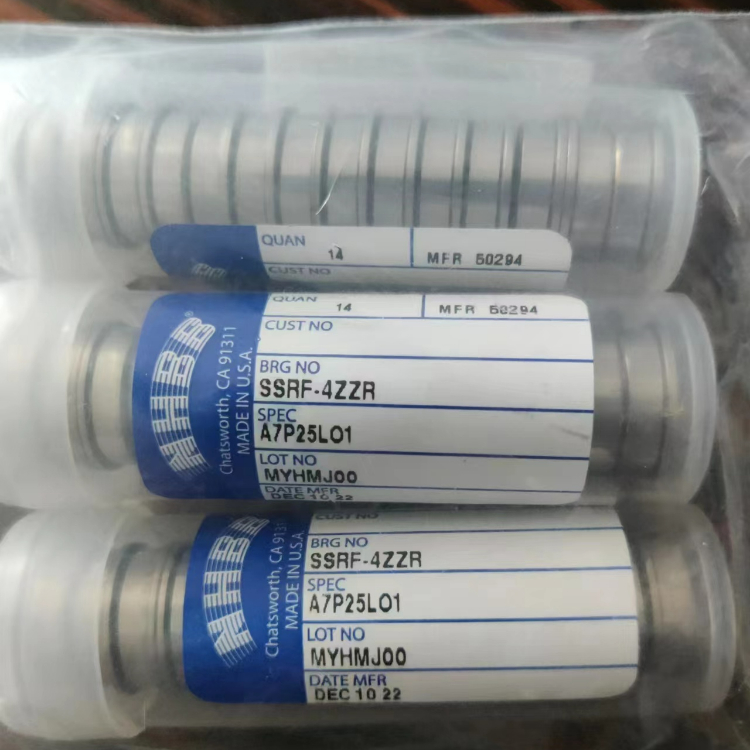 QUAN
14
MFR 50294
CUST NO
QUAN
14
MFR 50294
CUST NO
NHBB®
Chatsworth, CA 91311
MADE IN U.S.A.
BRG NO
SSRF-4ZZR
SPEC
A7P25LO1
LOT NO
MYHMJ00
DATE MFR
DEC 10 22
CUST NO
NHBB
Chatsworth, CA 91311
MADE IN U.S.A.
BRG NO
SSRF-4ZZR
SPEC
A7P25LO1
LOT NO
MYHMJ00
DATE MFR
DEC 10 22